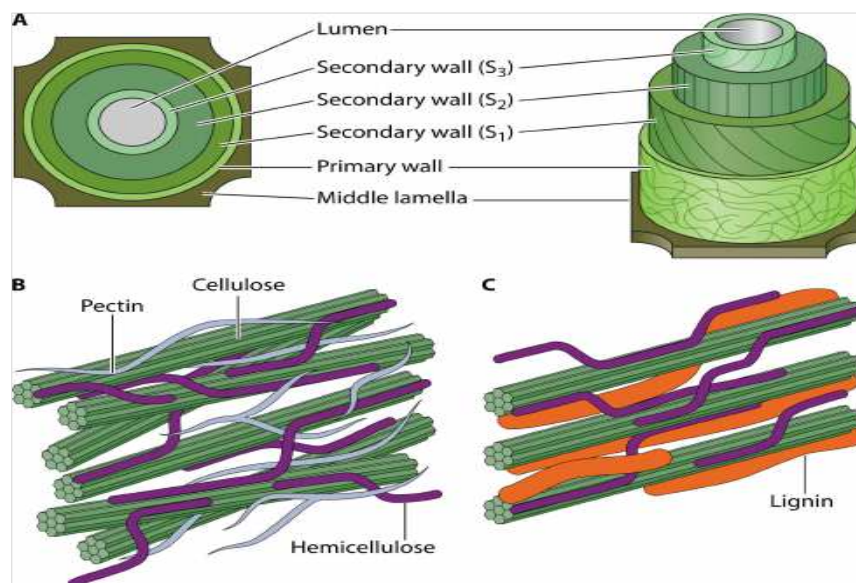 A
Lumen
Secondary wall (S₃)
Secondary wall (S₂)
Secondary wall (S₁)
Primary wall
Middle lamella
B
Pectin
Cellulose
Hemicellulose
C
Lignin